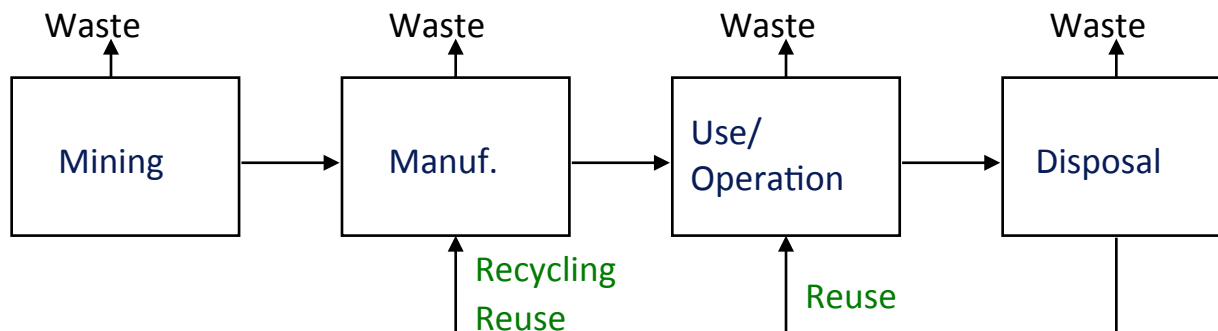 Waste
Waste
Waste
Waste
Mining
Manuf.
Use/
Operation
Disposal
Recycling
Reuse
Reuse